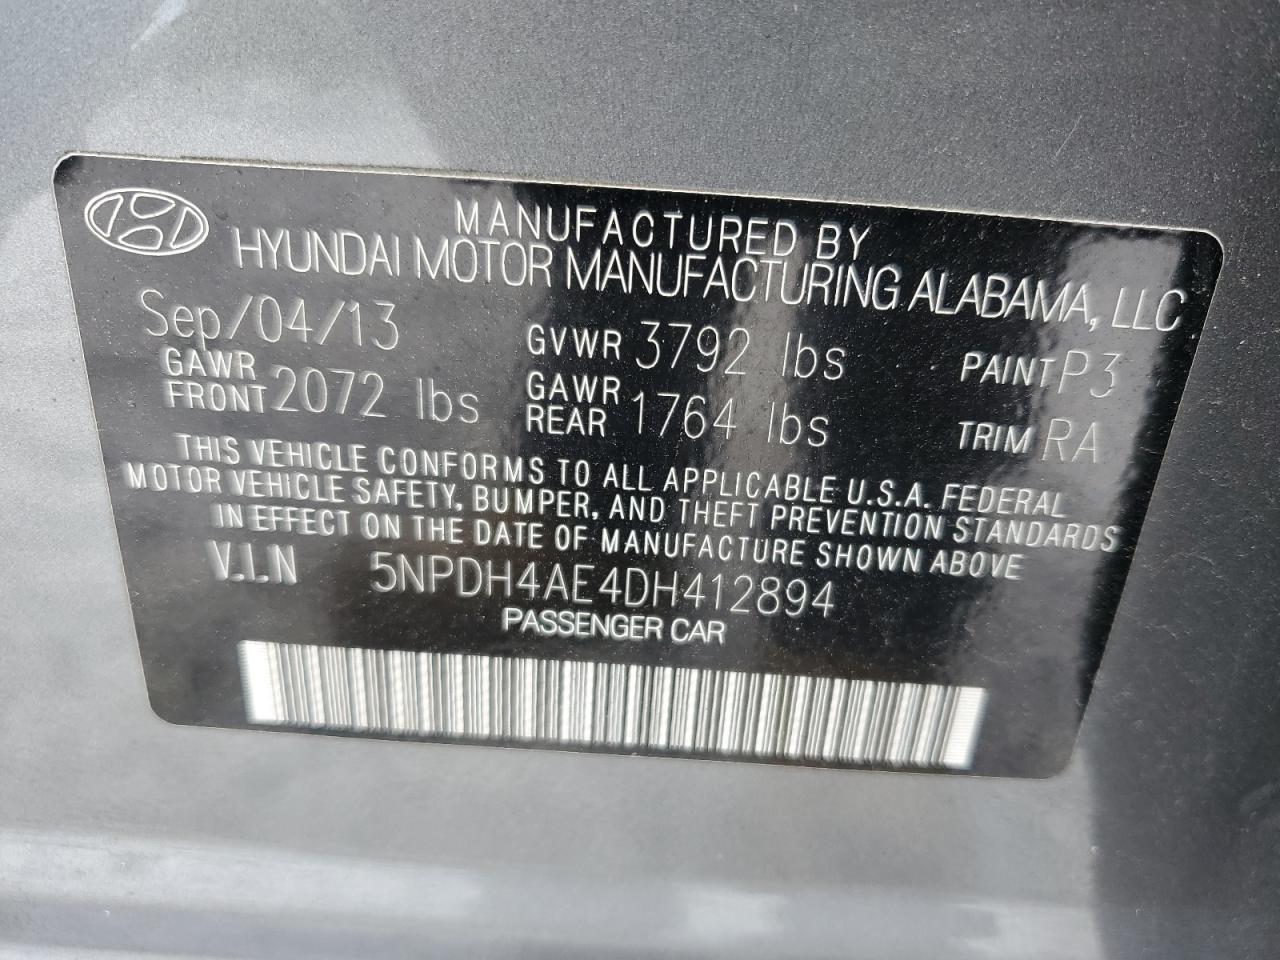 MANUFACTURED BY
HYUNDAI MOTOR MANUFACTURING ALABAMA, LLC
Sep/04/13 GVWR 3792 lbs PAINT P3
GAWR FRONT 2072 lbs GAWR REAR 1764 lbs TRIM RA
THIS VEHICLE CONFORMS TO ALL APPLICABLE U.S.A. FEDERAL
MOTOR VEHICLE SAFETY, BUMPER, AND THEFT PREVENTION STANDARDS
IN EFFECT ON THE DATE OF MANUFACTURE SHOWN ABOVE
V.I.N 5NPDH4AE4DH412894
PASSENGER CAR